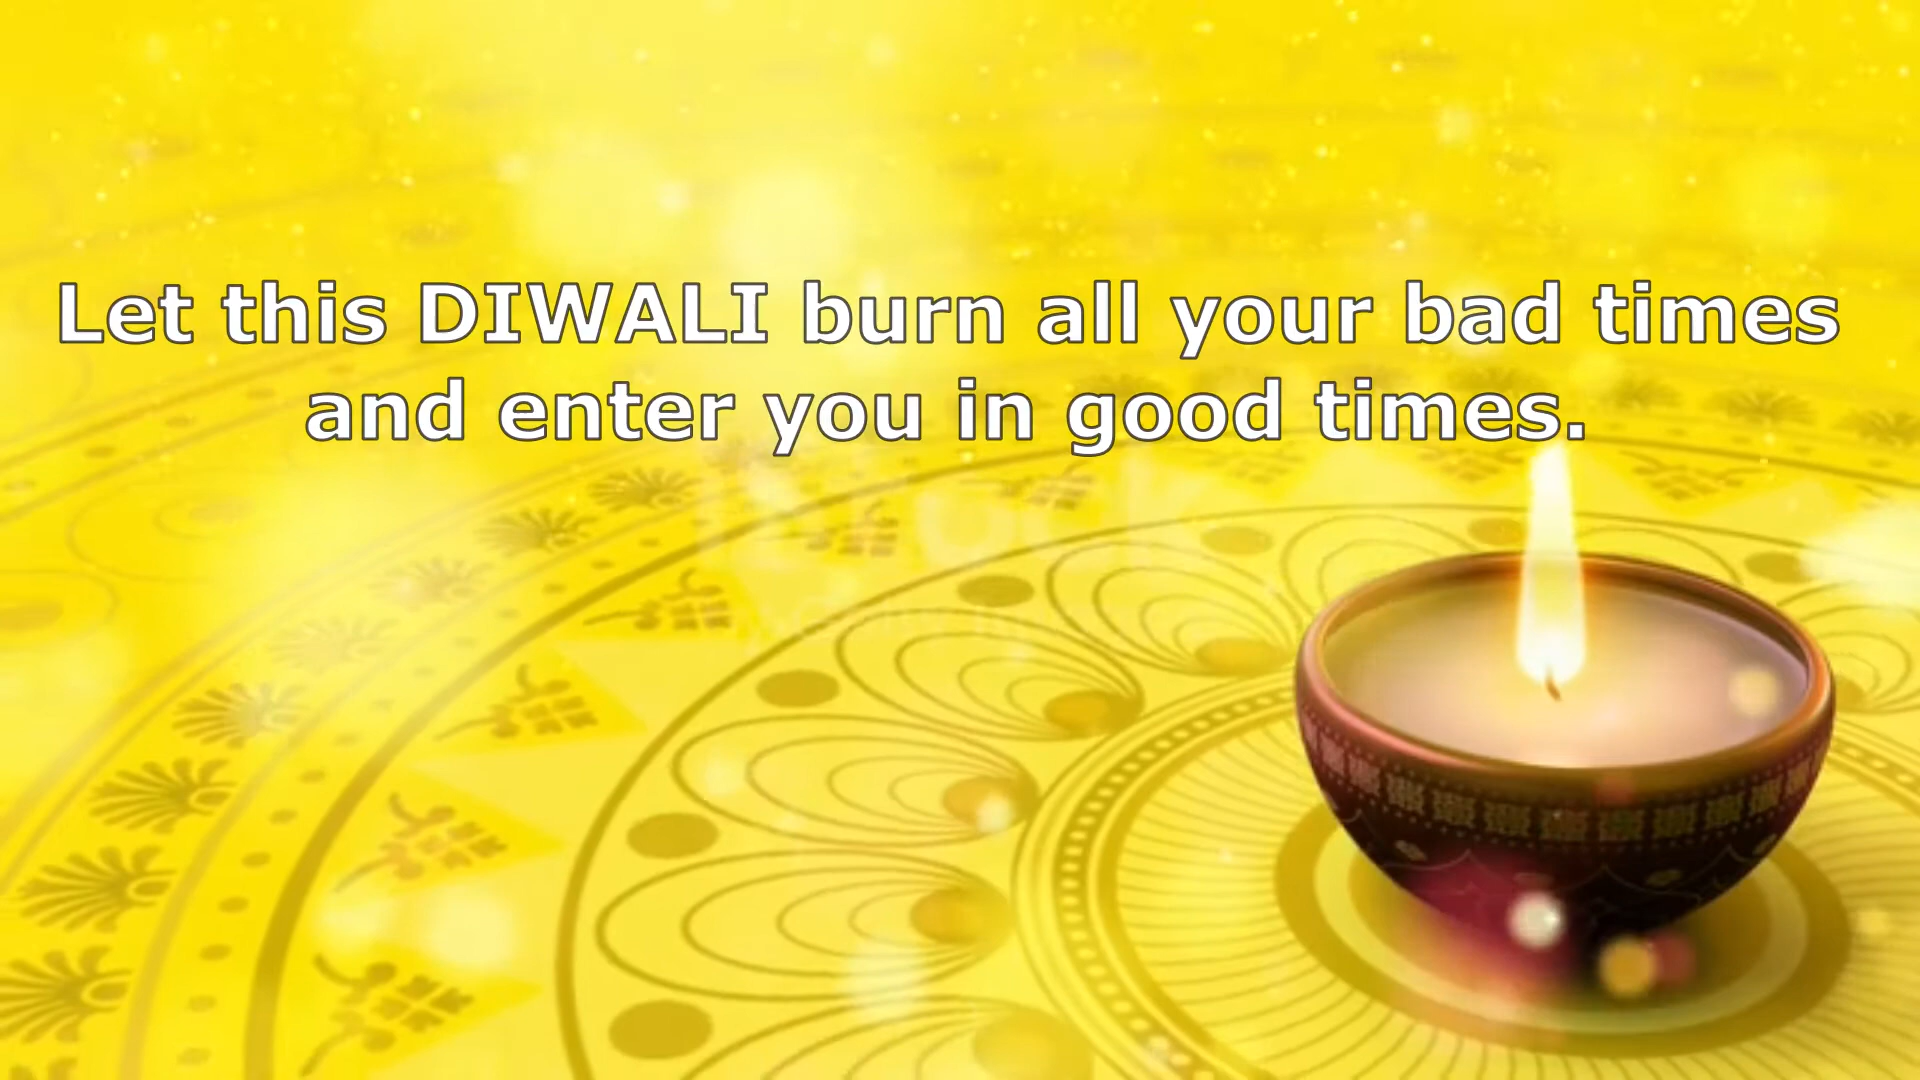 Let this DIWALI burn all your bad times
and enter you in good times.